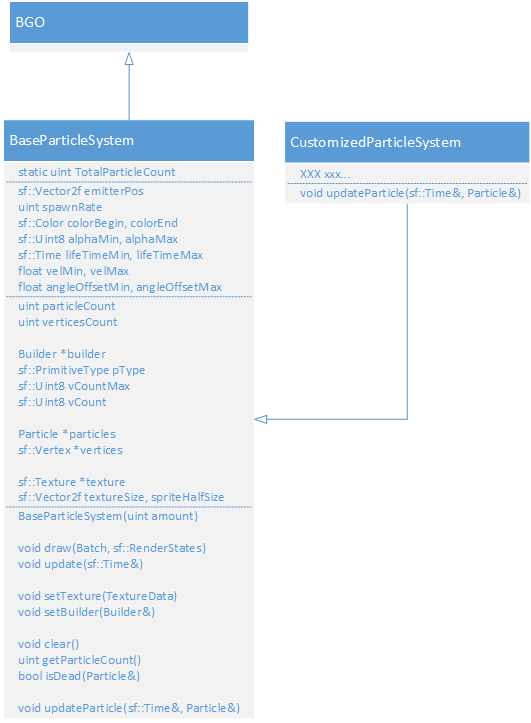 BGO
BaseParticleSystem
static uint TotalParticleCount
sf::Vector2f emitterPos
uint spawnRate
sf::Color colorBegin, colorEnd
sf::Uint8 alphaMin, alphaMax
sf::Time lifeTimeMin, lifeTimeMax
float velMin, velMax
float angleOffsetMin, angleOffsetMax
uint particleCount
uint verticesCount
Builder *builder
sf::PrimitiveType pType
sf::Uint8 vCountMax
sf::Uint8 vCount
Particle *particles
sf::Vertex *vertices
sf::Texture *texture
sf::Vector2f textureSize, spriteHalfSize
BaseParticleSystem(uint amount)
void draw(Batch, sf::RenderStates)
void update(sf::Time&)
void setTexture(TextureData)
void setBuilder(Builder&)
void clear()
uint getParticleCount()
bool isDead(Particle&)
void updateParticle(sf::Time&, Particle&)
CustomizedParticleSystem
XXX xxx...
void updateParticle(sf::Time&, Particle&)